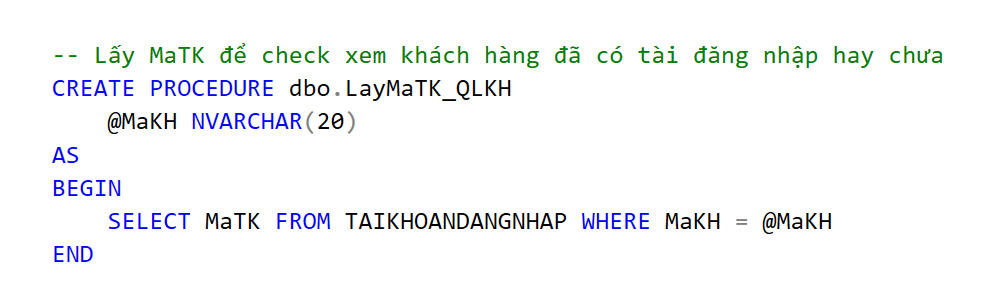 -- Lấy MaTK để check xem khách hàng đã có tài đăng nhập hay chưa
CREATE PROCEDURE dbo.LayMaTK_QLKH
    @MaKH NVARCHAR(20)
AS
BEGIN
    SELECT MaTK FROM TAIKHOANDANGNHAP WHERE MaKH = @MaKH
END